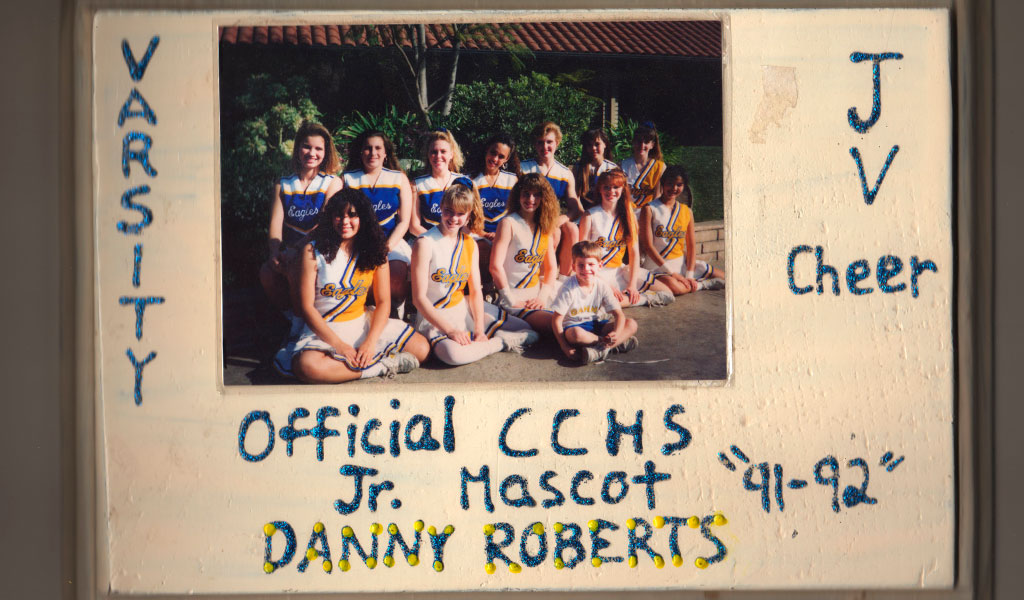 VARSITY
JV
Cheer
Eagles
Eagles
Eagles
Official CCHS
Jr. Mascot "91-92"
DANNY ROBERTS